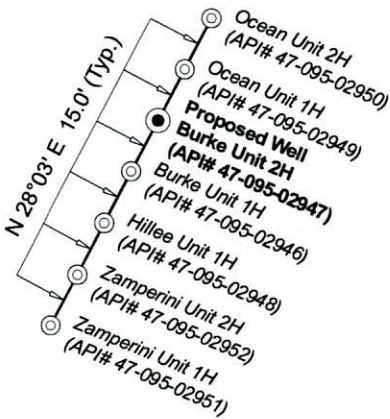 Ocean Unit 2H
(API# 47-095-02950)
Ocean Unit 1H
(API# 47-095-02949)
Proposed Well
Burke Unit 2H
(API# 47-095-02947)
Burke Unit 1H
(API# 47-095-02946)
Hillee Unit 1H
(API# 47-095-02948)
Zamperini Unit 2H
(API# 47-095-02952)
Zamperini Unit 1H
(API# 47-095-02951)
N 28°03' E 15.0' (Typ.)